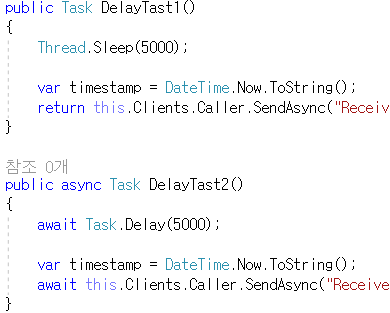 public Task DelayTast1()
{
Thread.Sleep(5000);
var timestamp = DateTime.Now.ToString();
return this.Clients.Caller.SendAsync("Receiv
}
참조 0개
public async Task DelayTast2()
{
await Task.Delay(5000);
var timestamp = DateTime.Now.ToString();
await this.Clients.Caller.SendAsync("Receive
}